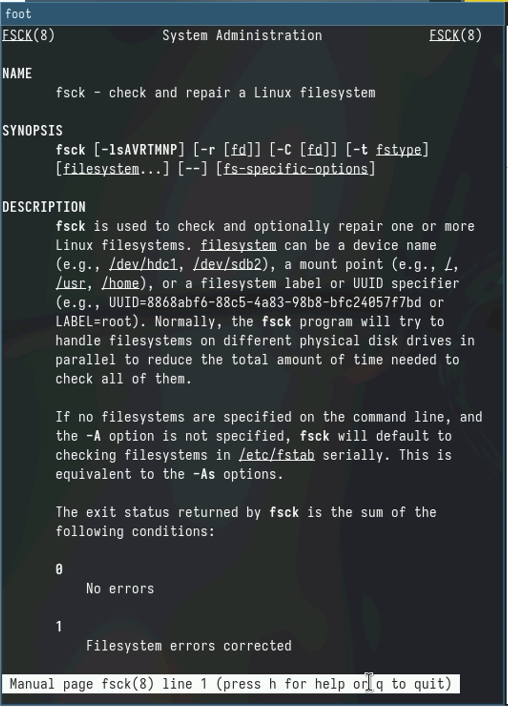 foot
FSCK(8) System Administration FSCK(8)
NAME
fsck - check and repair a Linux filesystem
SYNOPSIS
fsck [-lsAVRTMNP] [-r [fd]] [-C [fd]] [-t fstype]
[filesystem...] [--] [fs-specific-options]
DESCRIPTION
fsck is used to check and optionally repair one or more
Linux filesystems. filesystem can be a device name
(e.g., /dev/hdc1, /dev/sdb2), a mount point (e.g., /,
/usr, /home), or a filesystem label or UUID specifier
(e.g., UUID=8868abf6-88c5-4a83-98b8-bfc24057f7bd or
LABEL=root). Normally, the fsck program will try to
handle filesystems on different physical disk drives in
parallel to reduce the total amount of time needed to
check all of them.
If no filesystems are specified on the command line, and
the -A option is not specified, fsck will default to
checking filesystems in /etc/fstab serially. This is
equivalent to the -As options.
The exit status returned by fsck is the sum of the
following conditions:
0
No errors
1
Filesystem errors corrected
Manual page fsck(8) line 1 (press h for help or q to quit)